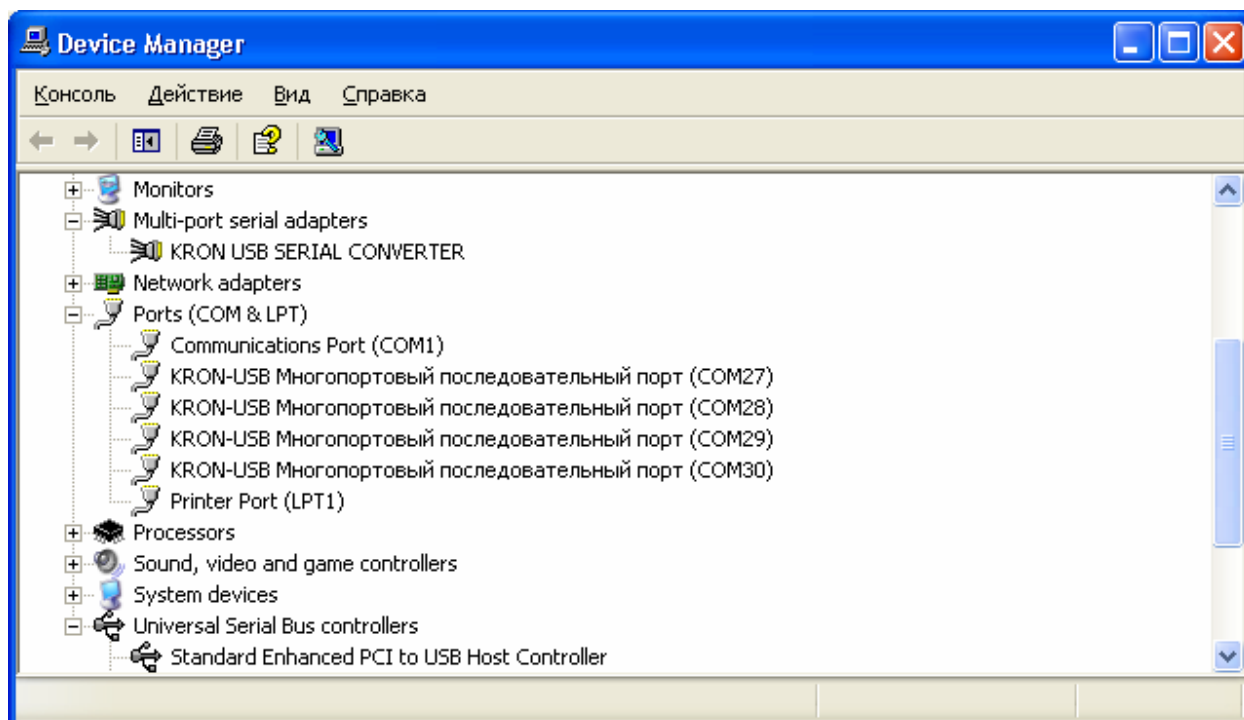 Device Manager
Консоль Действие Вид Справка
Monitors
Multi-port serial adapters
KRON USB SERIAL CONVERTER
Network adapters
Ports (COM & LPT)
Communications Port (COM1)
KRON-USB Многопортовый последовательный порт (COM27)
KRON-USB Многопортовый последовательный порт (COM28)
KRON-USB Многопортовый последовательный порт (COM29)
KRON-USB Многопортовый последовательный порт (COM30)
Printer Port (LPT1)
Processors
Sound, video and game controllers
System devices
Universal Serial Bus controllers
Standard Enhanced PCI to USB Host Controller